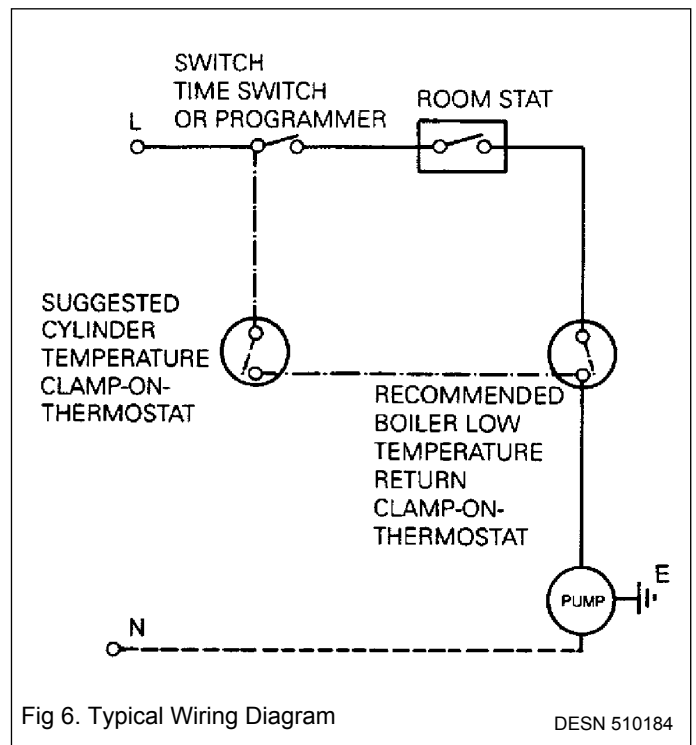 SWITCH
TIME SWITCH
OR PROGRAMMER
ROOM STAT
L
SUGGESTED
CYLINDER
TEMPERATURE
CLAMP-ON-
THERMOSTAT
RECOMMENDED
BOILER LOW
TEMPERATURE
RETURN
CLAMP-ON-
THERMOSTAT
PUMP
E
N
Fig 6. Typical Wiring Diagram
DESN 510184